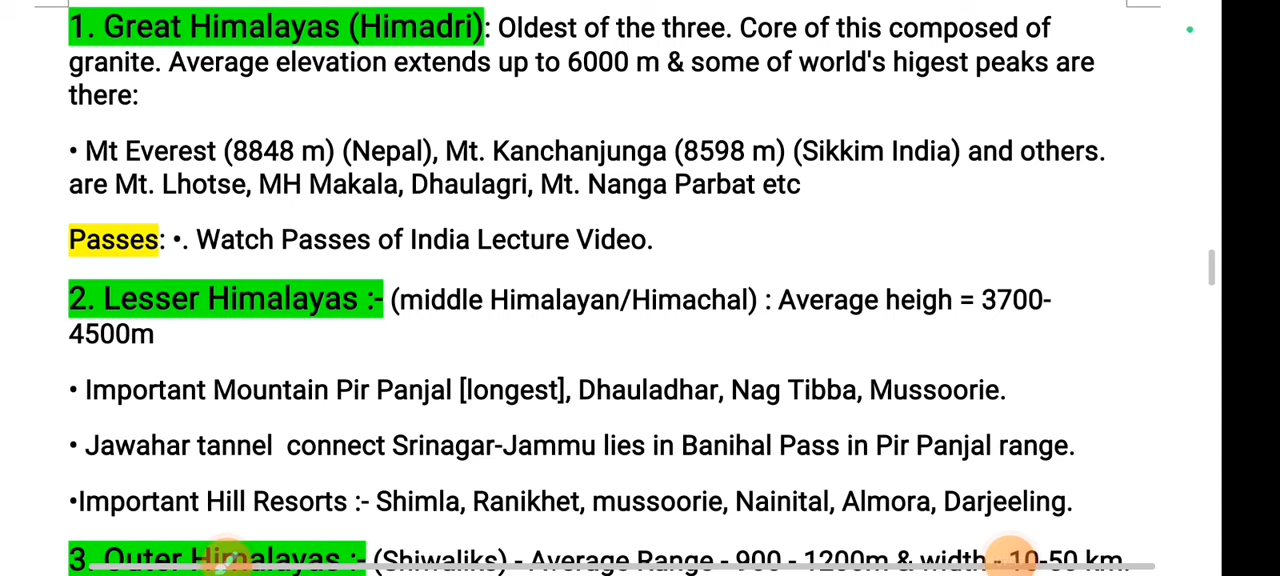 1. Great Himalayas (Himadri): Oldest of the three. Core of this composed of
granite. Average elevation extends up to 6000 m & some of world's higest peaks are
there:
• Mt Everest (8848 m) (Nepal), Mt. Kanchanjunga (8598 m) (Sikkim India) and others.
are Mt. Lhotse, MH Makala, Dhaulagri, Mt. Nanga Parbat etc
Passes: •. Watch Passes of India Lecture Video.
2. Lesser Himalayas :- (middle Himalayan/Himachal) : Average heigh = 3700-
4500m
• Important Mountain Pir Panjal [longest], Dhauladhar, Nag Tibba, Mussoorie.
• Jawahar tannel connect Srinagar-Jammu lies in Banihal Pass in Pir Panjal range.
•Important Hill Resorts :- Shimla, Ranikhet, mussoorie, Nainital, Almora, Darjeeling.
3. Outer Himalayas :- (Shiwaliks) - Average Range - 900 - 1200m & width - 10-50 km.